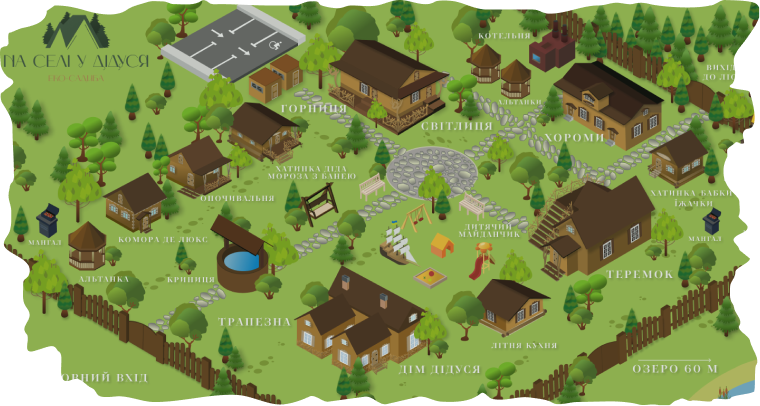 НА СЕЛІ У ДІДУСЯ
ЕКО САДИБА
КОТЕЛЬНЯ
ВИХІД
ДО ЛІСУ
АЛЬТАНКИ
ГОРНИЦЯ
СВІТЛИЦЯ
ХОРОМИ
ХАТИНКА ДІДА
МОРОЗА З БАНЕЮ
ОПОЧИВАЛЬНЯ
ХАТИНКА БАБКИ
ЇЖАЧКИ
КОМОРА ДЕ ЛЮКС
МАНГАЛ
ДИТЯЧИЙ
МАЙДАНЧИК
МАНГАЛ
АЛЬТАНКА
КРИНИЦЯ
ТЕРЕМОК
ТРАПЕЗНА
ЛІТНЯ КУХНЯ
ДІМ ДІДУСЯ
ОЗЕРО 60 М
ОВНИЙ ВХІД